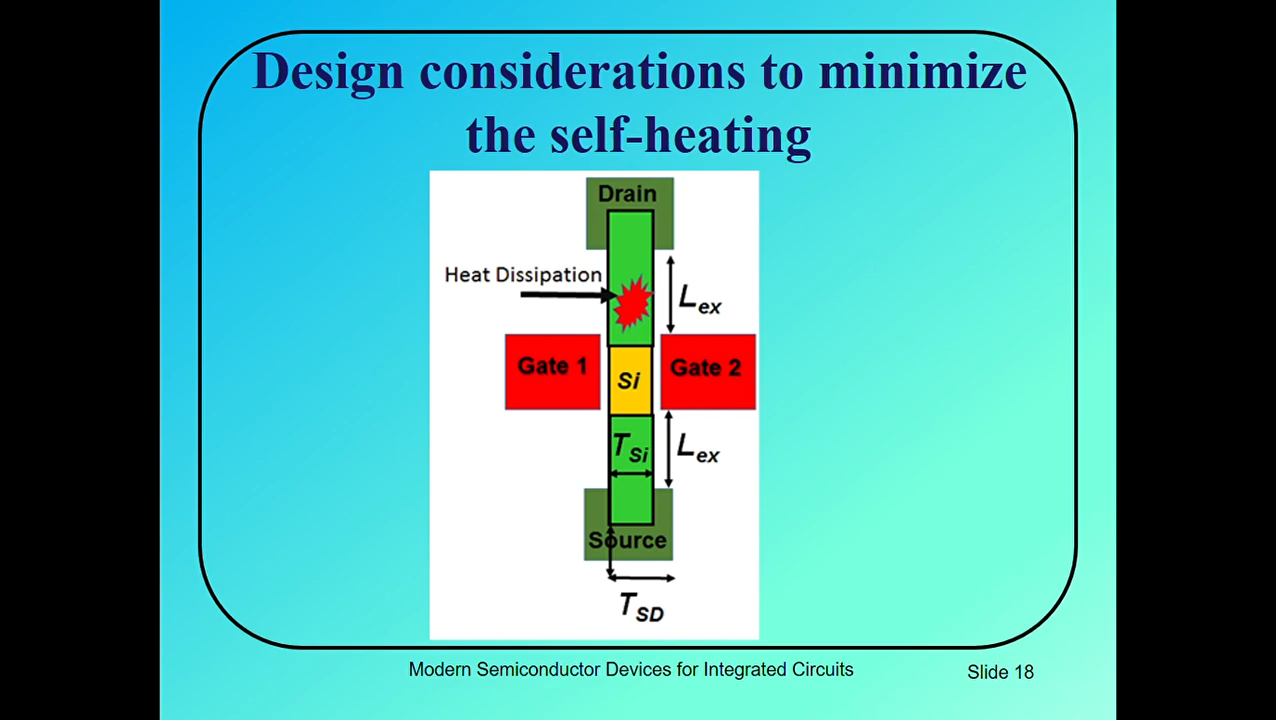 Design considerations to minimize
the self-heating
Drain
Heat Dissipation
Lex
Gate 1
Si
Gate 2
TSi
Lex
Source
TSD
Modern Semiconductor Devices for Integrated Circuits
Slide 18